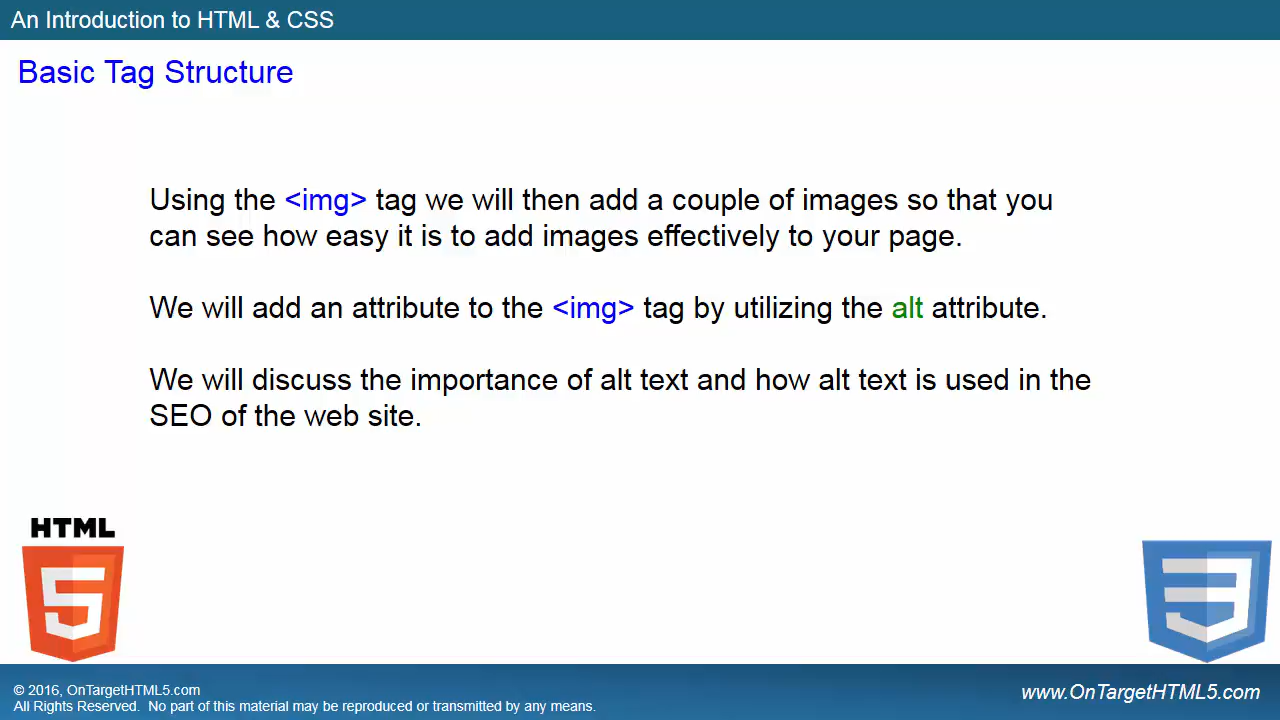 An Introduction to HTML & CSS
Basic Tag Structure
Using the <img> tag we will then add a couple of images so that you
can see how easy it is to add images effectively to your page.
We will add an attribute to the <img> tag by utilizing the alt attribute.
We will discuss the importance of alt text and how alt text is used in the
SEO of the web site.
HTML
5
3
© 2016, OnTargetHTML5.com
All Rights Reserved. No part of this material may be reproduced or transmitted by any means.
www.OnTargetHTML5.com